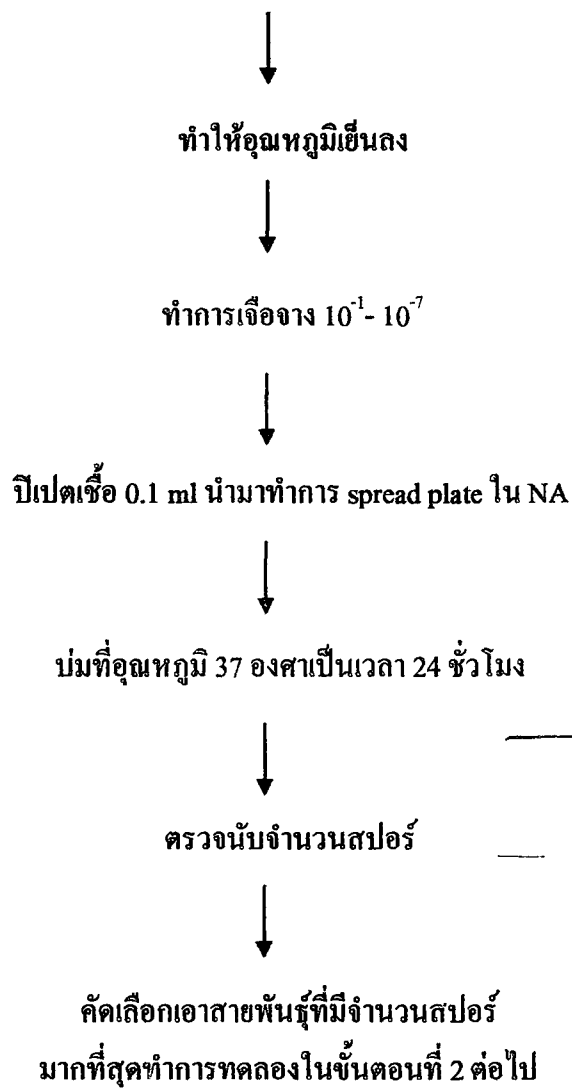 ทำให้อุณหภูมิเย็นลง
ทำการเจือจาง 10⁻¹- 10⁻⁷
ปิเปตเชื้อ 0.1 ml นำมาทำการ spread plate ใน NA
บ่มที่อุณหภูมิ 37 องศาเป็นเวลา 24 ชั่วโมง
ตรวจนับจำนวนสปอร์
คัดเลือกเอาสายพันธุ์ที่มีจำนวนสปอร์
มากที่สุดทำการทดลองในขั้นตอนที่ 2 ต่อไป